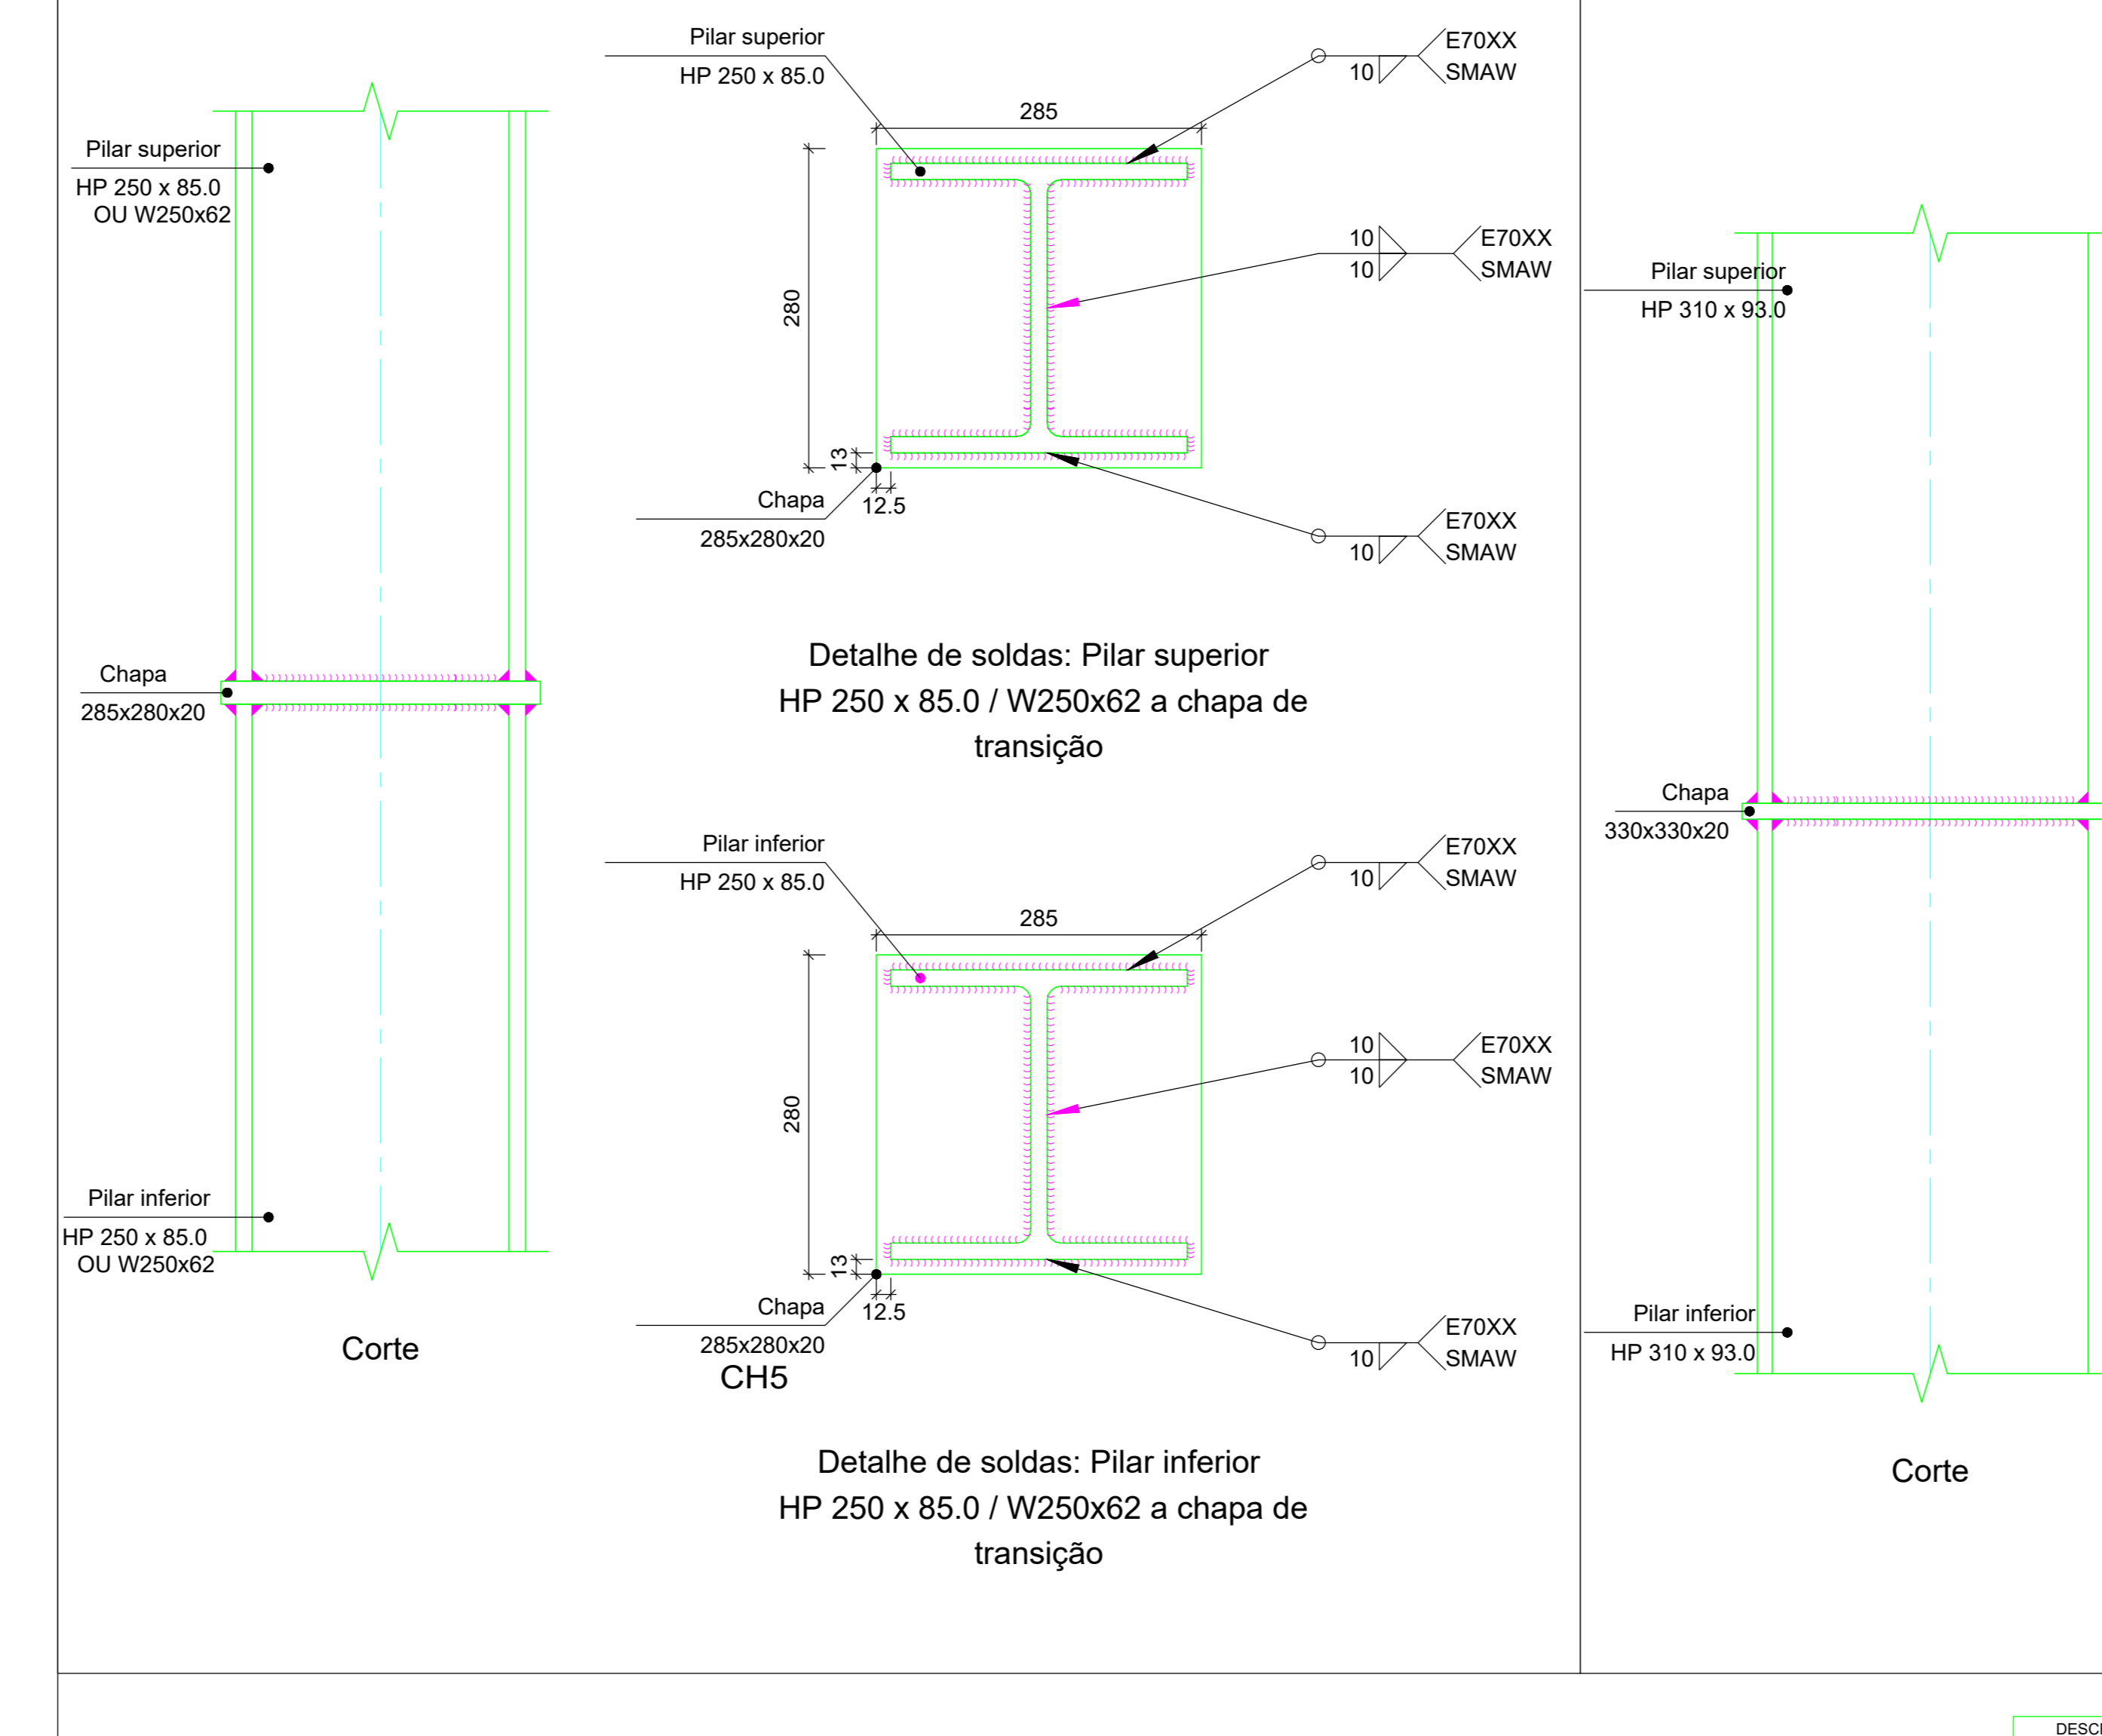 Pilar superior
HP 250 x 85.0
OU W250x62
Chapa
285x280x20
Pilar inferior
HP 250 x 85.0
OU W250x62
Corte
Pilar superior
HP 250 x 85.0
285
280
13
12.5
Chapa
285x280x20
E70XX
10
SMAW
10
E70XX
10
SMAW
E70XX
10
SMAW
Detalhe de soldas: Pilar superior
HP 250 x 85.0 / W250x62 a chapa de
transição
Pilar inferior
HP 250 x 85.0
285
280
13
12.5
Chapa
285x280x20
CH5
E70XX
10
SMAW
10
E70XX
10
SMAW
E70XX
10
SMAW
Detalhe de soldas: Pilar inferior
HP 250 x 85.0 / W250x62 a chapa de
transição
Pilar superior
HP 310 x 93.0
Chapa
330x330x20
Pilar inferior
HP 310 x 93.0
Corte